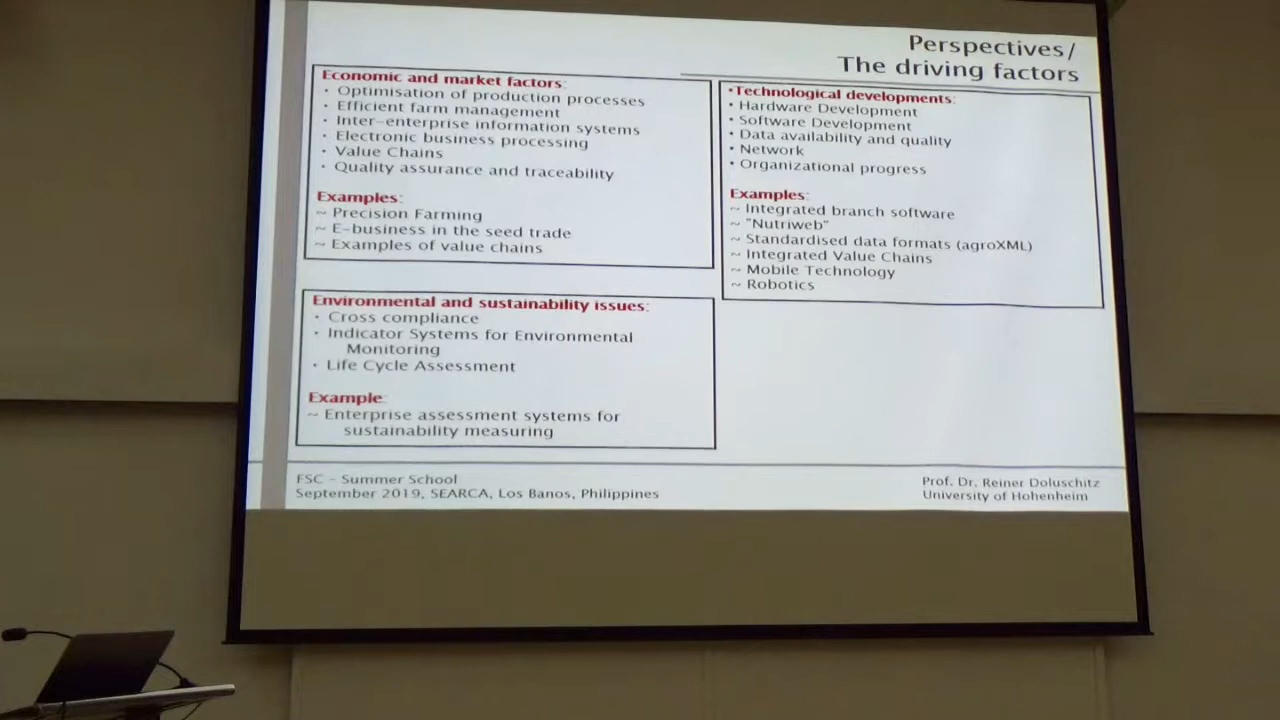 Perspectives/
The driving factors
Economic and market factors:
· Optimisation of production processes
· Efficient farm management
· Inter-enterprise information systems
· Electronic business processing
· Value Chains
· Quality assurance and traceability
Examples:
~ Precision Farming
~ E-business in the seed trade
~ Examples of value chains
•Technological developments:
• Hardware Development
• Software Development
• Data availability and quality
• Network
• Organizational progress
Examples:
~ Integrated branch software
~ "Nutriweb"
~ Standardised data formats (agroXML)
~ Integrated Value Chains
~ Mobile Technology
~ Robotics
Environmental and sustainability issues:
· Cross compliance
· Indicator Systems for Environmental
Monitoring
· Life Cycle Assessment
Example:
~ Enterprise assessment systems for
sustainability measuring
FSC - Summer School
September 2019, SEARCA, Los Banos, Philippines
Prof. Dr. Reiner Doluschitz
University of Hohenheim